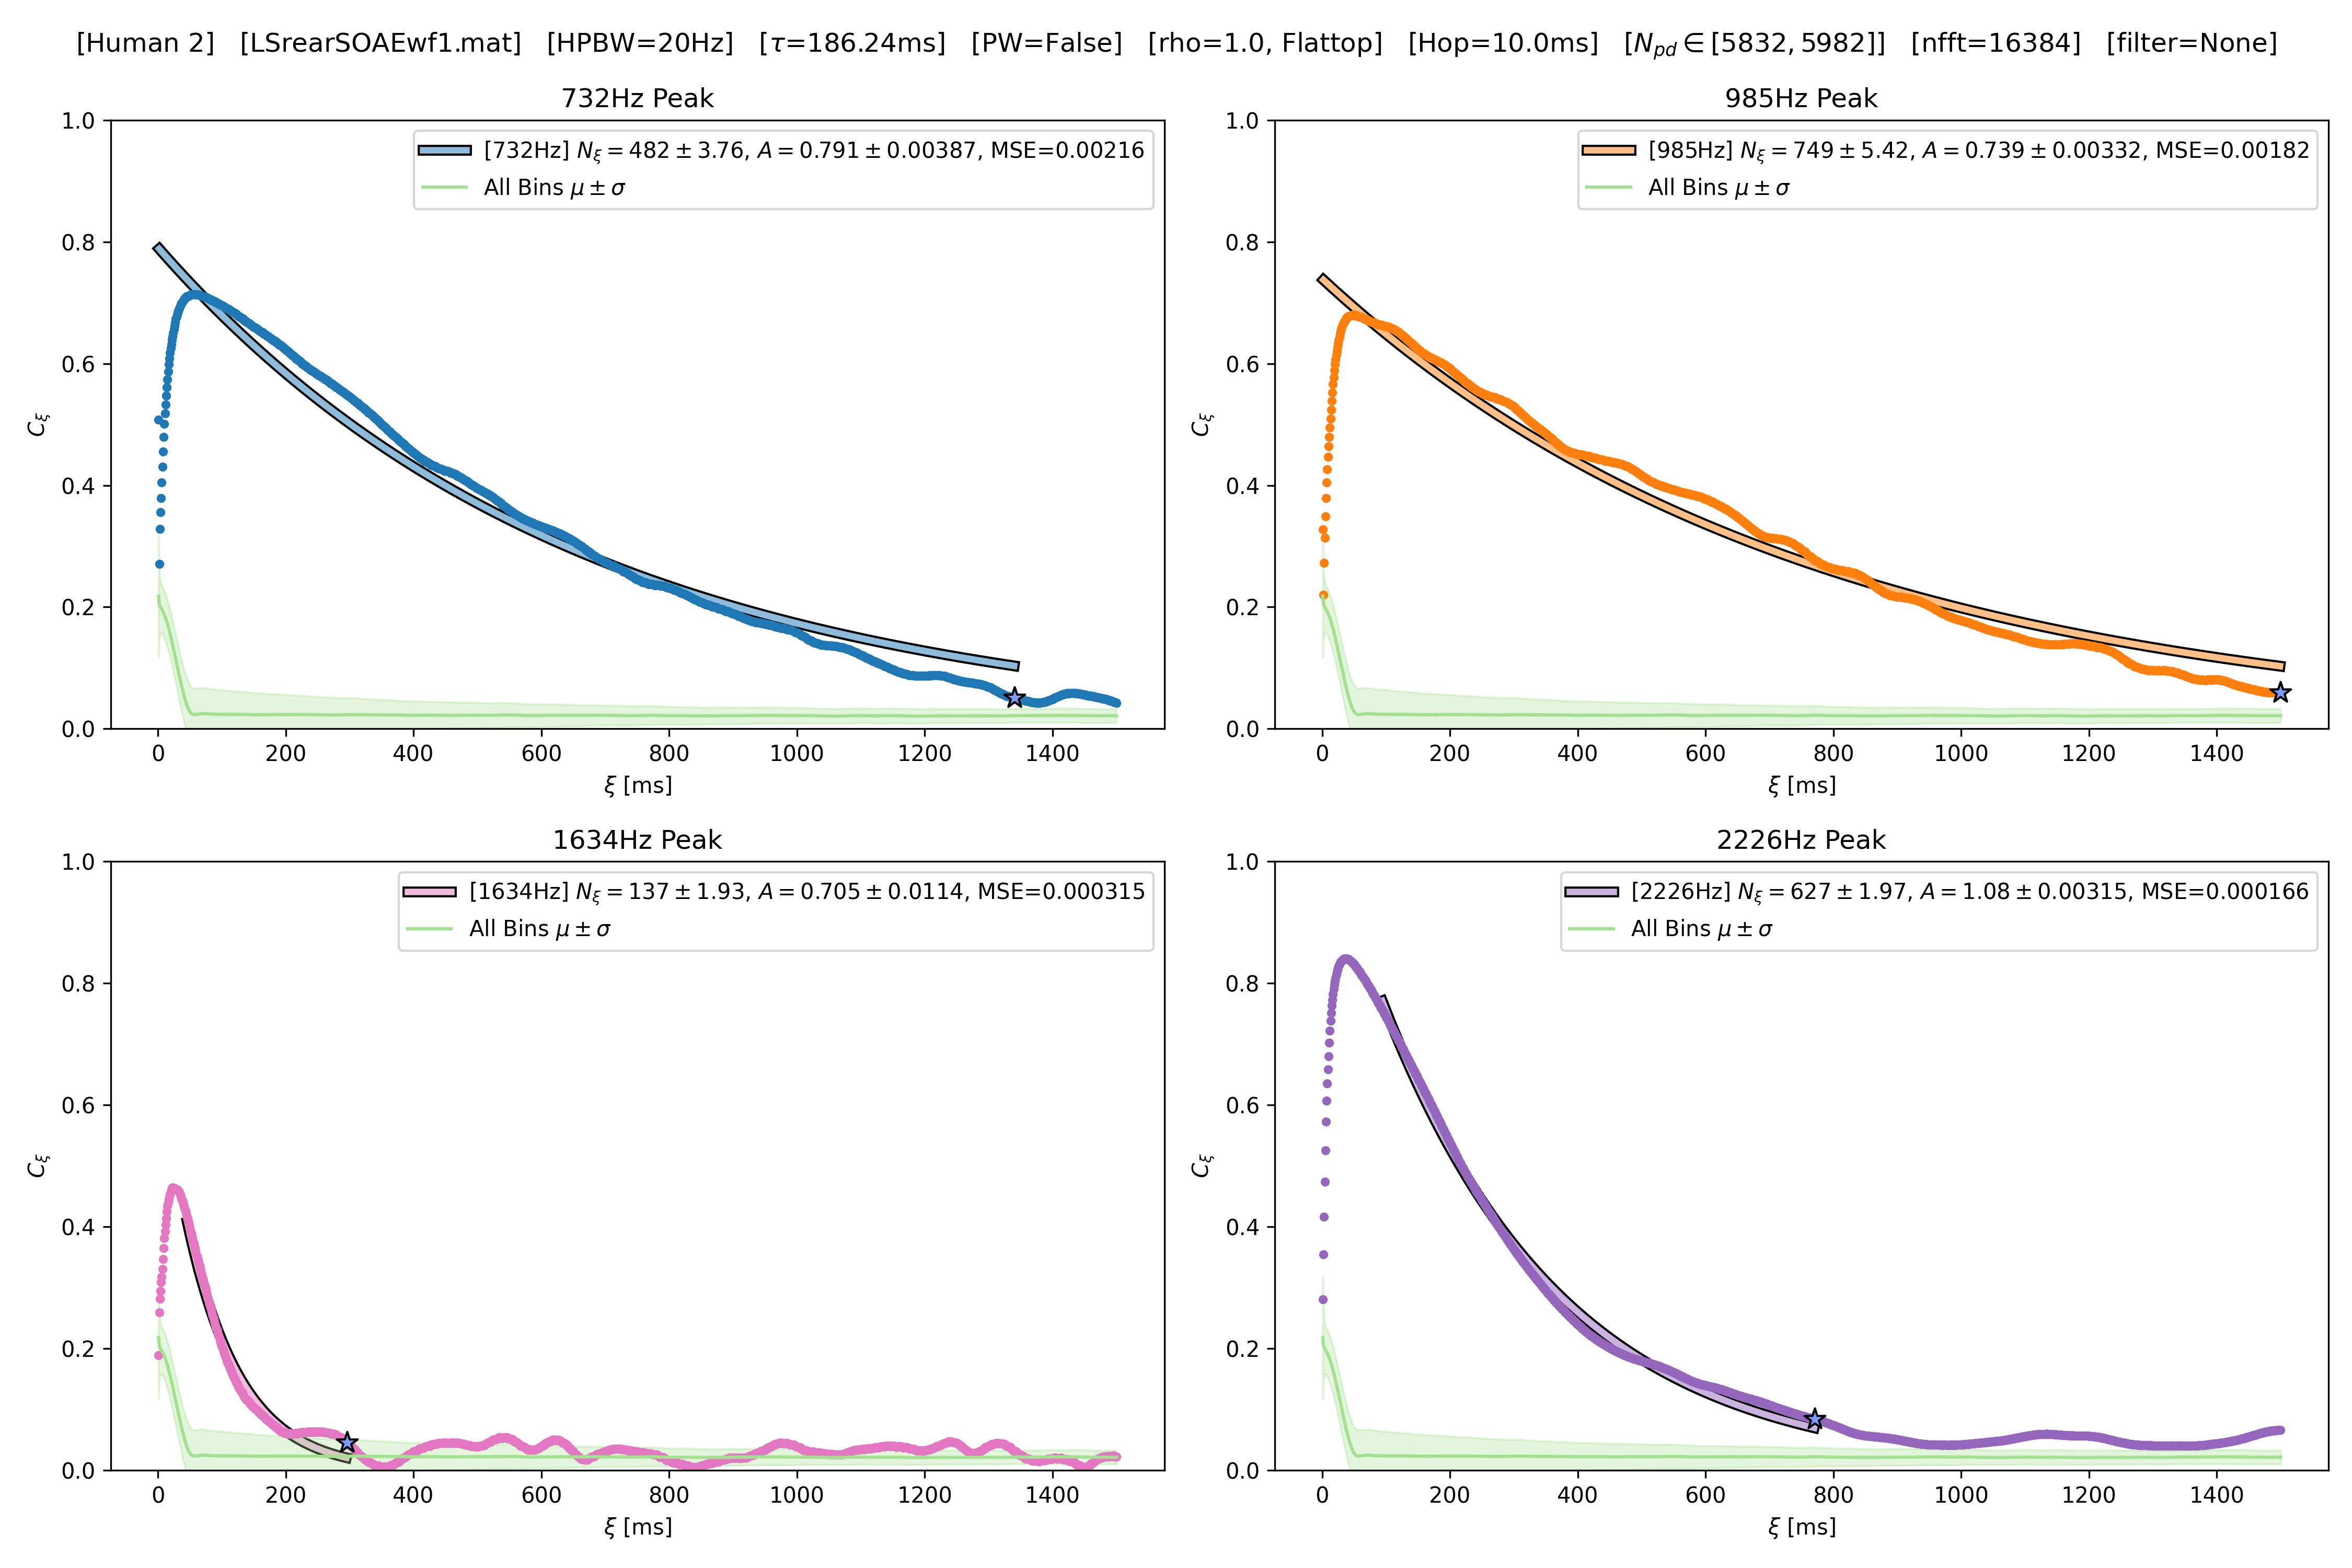 [Human 2] [LSrearSOAEwf1.mat] [HPBW=20Hz] [τ=186.24ms] [PW=False] [rho=1.0, Flattop] [Hop=10.0ms] [N_pd ∈ [5832, 5982]] [nfft=16384] [filter=None]
732Hz Peak
1.0
0.8
0.6
0.4
0.2
0.0
C_ξ
[732Hz] N_ξ = 482 ± 3.76, A = 0.791 ± 0.00387, MSE=0.00216
All Bins μ ± σ
0 200 400 600 800 1000 1200 1400
ξ [ms]
985Hz Peak
1.0
0.8
0.6
0.4
0.2
0.0
C_ξ
[985Hz] N_ξ = 749 ± 5.42, A = 0.739 ± 0.00332, MSE=0.00182
All Bins μ ± σ
0 200 400 600 800 1000 1200 1400
ξ [ms]
1634Hz Peak
1.0
0.8
0.6
0.4
0.2
0.0
C_ξ
[1634Hz] N_ξ = 137 ± 1.93, A = 0.705 ± 0.0114, MSE=0.000315
All Bins μ ± σ
0 200 400 600 800 1000 1200 1400
ξ [ms]
2226Hz Peak
1.0
0.8
0.6
0.4
0.2
0.0
C_ξ
[2226Hz] N_ξ = 627 ± 1.97, A = 1.08 ± 0.00315, MSE=0.000166
All Bins μ ± σ
0 200 400 600 800 1000 1200 1400
ξ [ms]